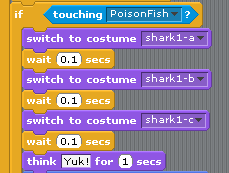 if touching PoisonFish ?
switch to costume shark1-a
wait 0.1 secs
switch to costume shark1-b
wait 0.1 secs
switch to costume shark1-c
wait 0.1 secs
think Yuk! for 1 secs